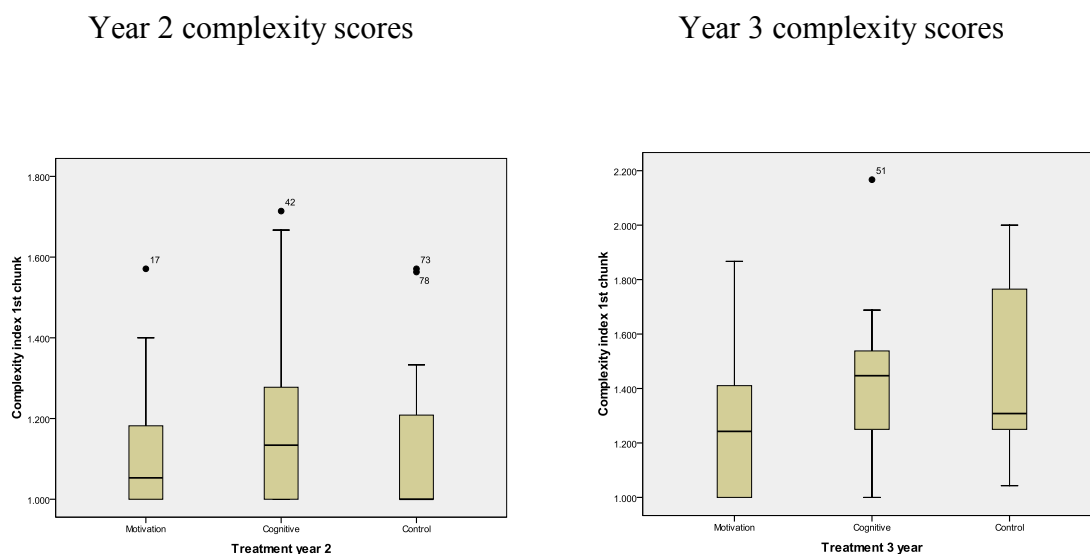 Year 2 complexity scores
Year 3 complexity scores
Complexity index 1st chunk
1.800
1.600
1.400
1.200
1.000
17
42
73
78
Motivation Cognitive Control
Treatment year 2
Complexity index 1st chunk
2.200
2.000
1.800
1.600
1.400
1.200
1.000
51
Motivation Cognitive Control
Treatment 3 year